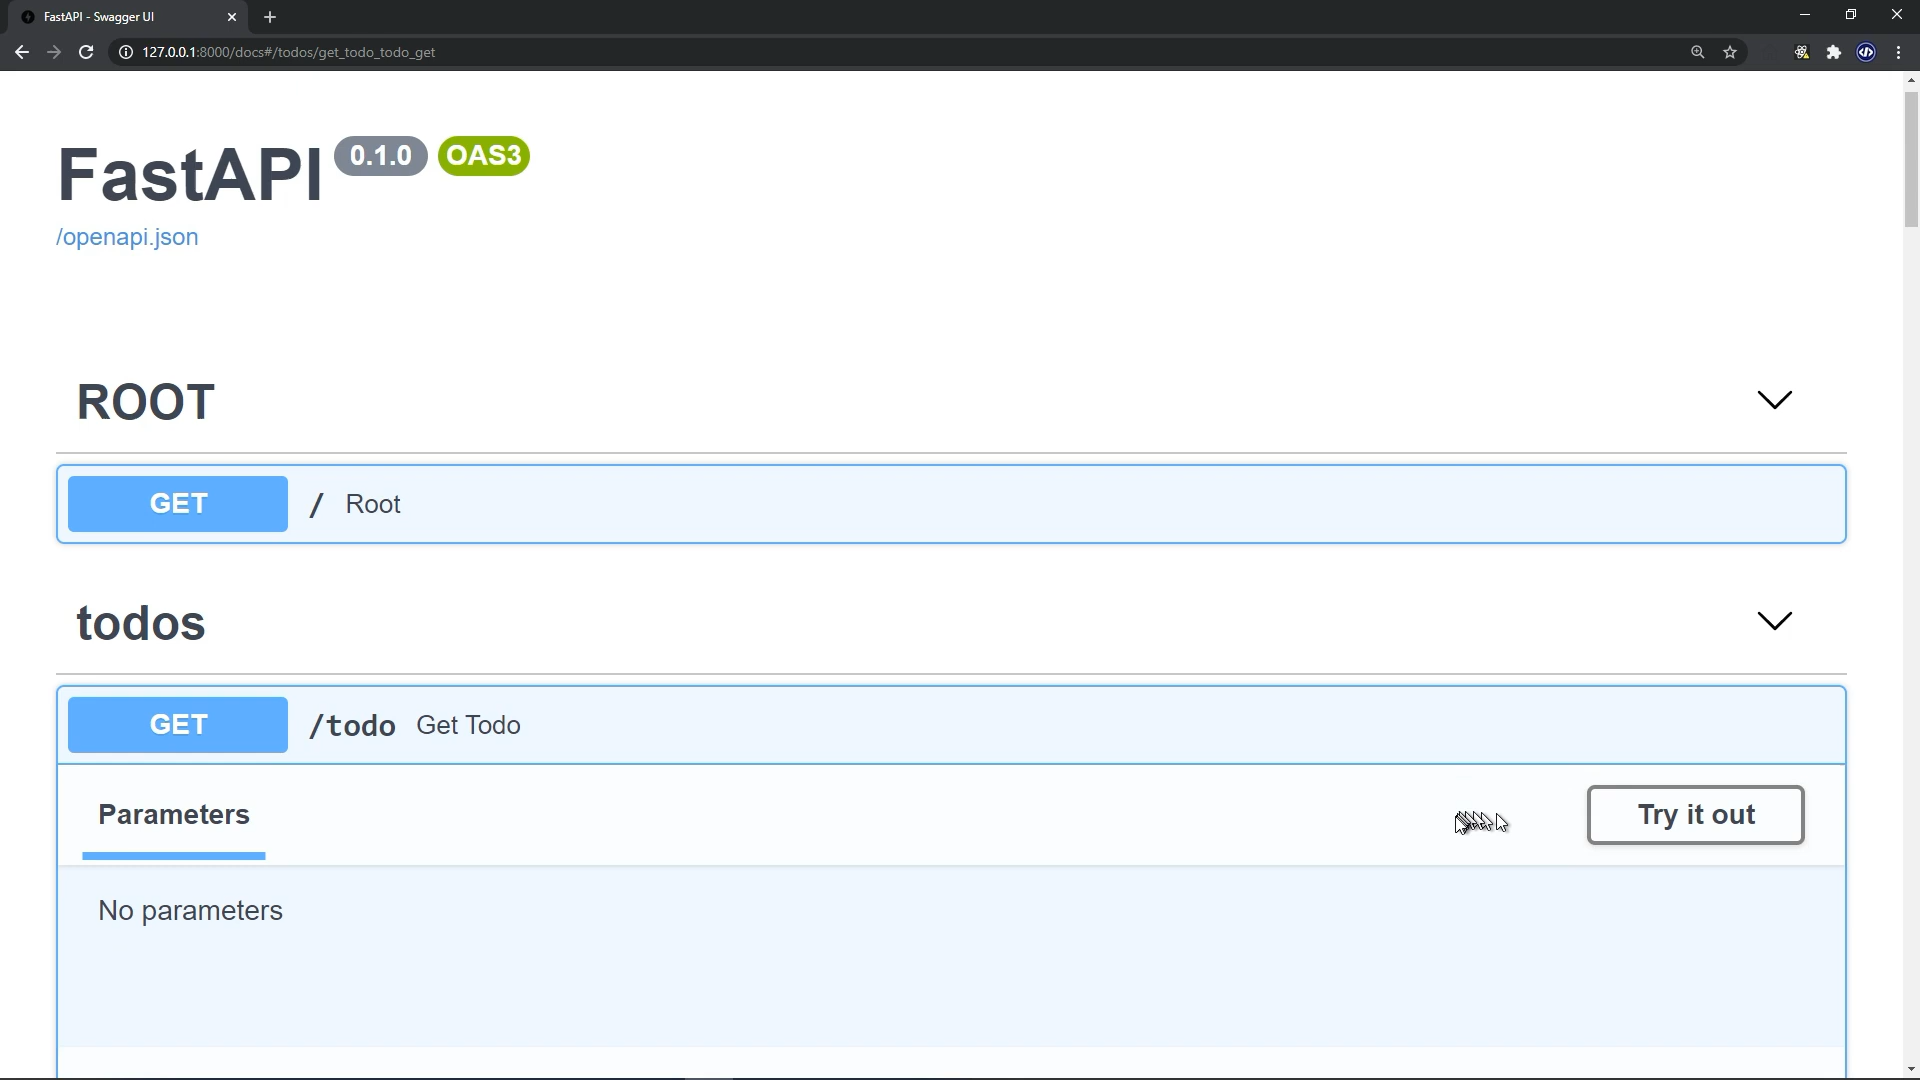 FastAPI - Swagger UI
127.0.0.1:8000/docs#/todos/get_todo_todo_get
FastAPI 0.1.0 OAS3
/openapi.json
ROOT
GET / Root
todos
GET /todo Get Todo
Parameters
Try it out
No parameters